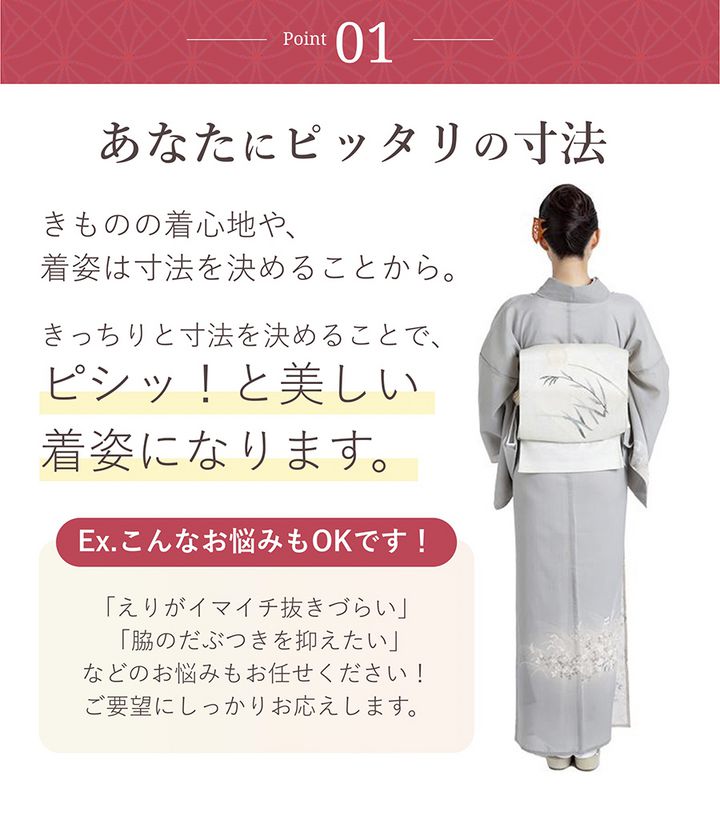 Point 01
あなたにピッタリの寸法
きものの着心地や、
着姿は寸法を決めることから。
きっちりと寸法を決めることで、
ピシッ！と美しい
着姿になります。
Ex.こんなお悩みもOKです！
「えりがイマイチ抜きづらい」
「脇のだぶつきを抑えたい」
などのお悩みもお任せください！
ご要望にしっかりお応えします。